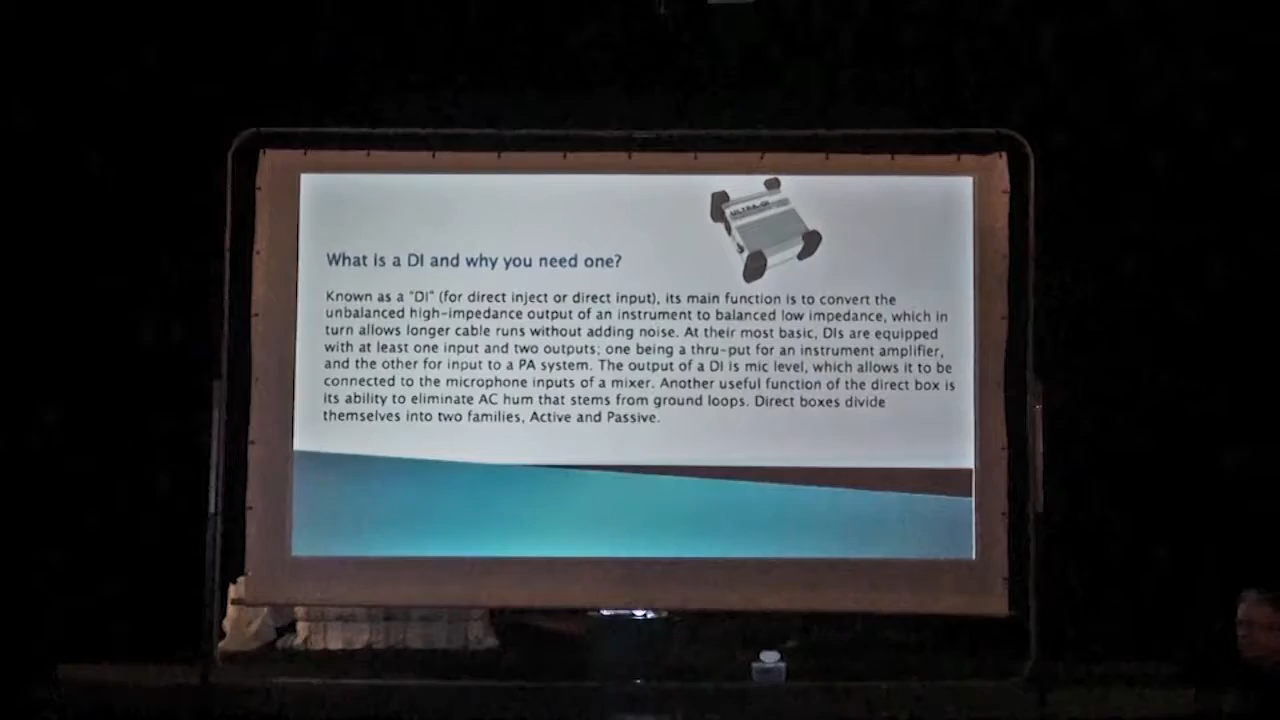 ULTRA-DI
What is a DI and why you need one?
Known as a "DI" (for direct inject or direct input), its main function is to convert the
unbalanced high-impedance output of an instrument to balanced low impedance, which in
turn allows longer cable runs without adding noise. At their most basic, DIs are equipped
with at least one input and two outputs; one being a thru-put for an instrument amplifier,
and the other for input to a PA system. The output of a DI is mic level, which allows it to be
connected to the microphone inputs of a mixer. Another useful function of the direct box is
its ability to eliminate AC hum that stems from ground loops. Direct boxes divide
themselves into two families, Active and Passive.